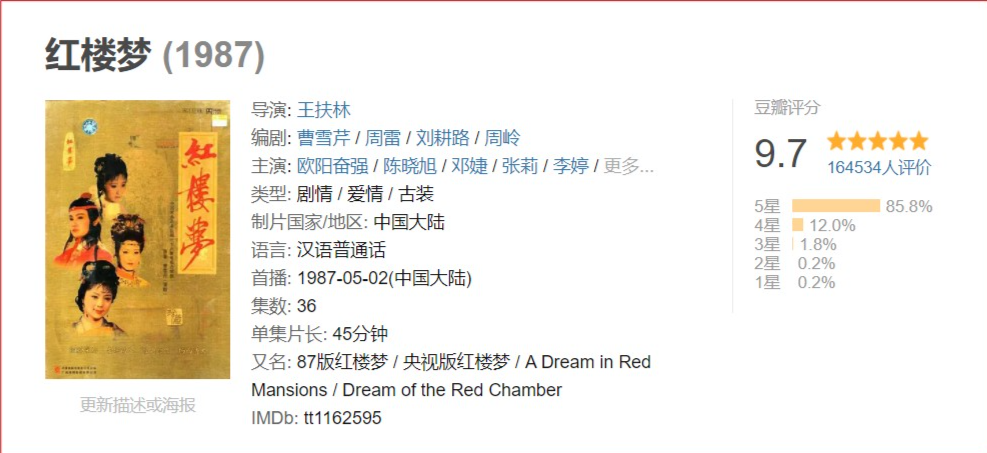 红楼梦 (1987)
紅樓夢
红楼梦
更新描述或海报
导演: 王扶林
编剧: 曹雪芹 / 周雷 / 刘耕路 / 周岭
主演: 欧阳奋强 / 陈晓旭 / 邓婕 / 张莉 / 李婷 / 更多...
类型: 剧情 / 爱情 / 古装
制片国家/地区: 中国大陆
语言: 汉语普通话
首播: 1987-05-02(中国大陆)
集数: 36
单集片长: 45分钟
又名: 87版红楼梦 / 央视版红楼梦 / A Dream in Red
Mansions / Dream of the Red Chamber
IMDb: tt1162595
豆瓣评分
9.7
164534人评价
5星 85.8%
4星 12.0%
3星 1.8%
2星 0.2%
1星 0.2%